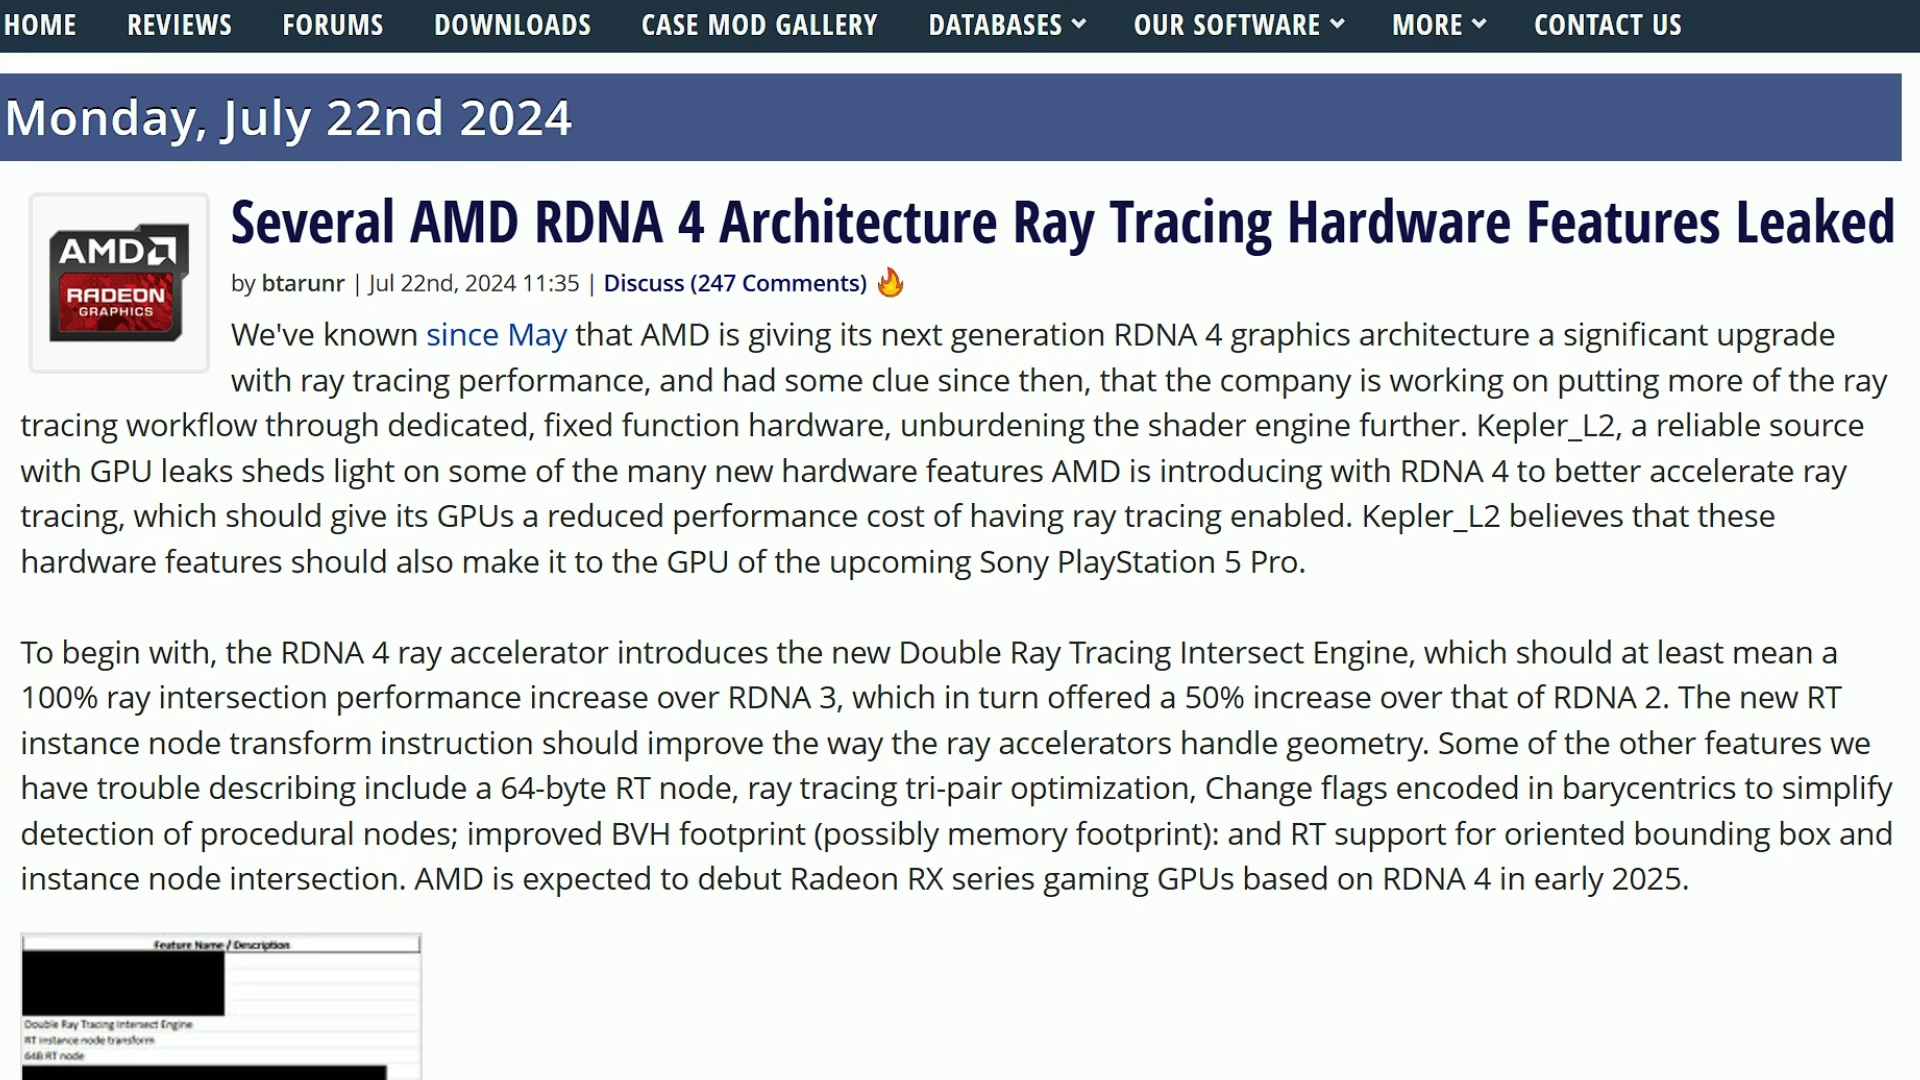 HOME REVIEWS FORUMS DOWNLOADS CASE MOD GALLERY DATABASES OUR SOFTWARE MORE CONTACT US
Monday, July 22nd 2024
AMD
RADEON
GRAPHICS
Several AMD RDNA 4 Architecture Ray Tracing Hardware Features Leaked
by btarunr | Jul 22nd, 2024 11:35 | Discuss (247 Comments)
We've known since May that AMD is giving its next generation RDNA 4 graphics architecture a significant upgrade
with ray tracing performance, and had some clue since then, that the company is working on putting more of the ray
tracing workflow through dedicated, fixed function hardware, unburdening the shader engine further. Kepler_L2, a reliable source
with GPU leaks sheds light on some of the many new hardware features AMD is introducing with RDNA 4 to better accelerate ray
tracing, which should give its GPUs a reduced performance cost of having ray tracing enabled. Kepler_L2 believes that these
hardware features should also make it to the GPU of the upcoming Sony PlayStation 5 Pro.
To begin with, the RDNA 4 ray accelerator introduces the new Double Ray Tracing Intersect Engine, which should at least mean a
100% ray intersection performance increase over RDNA 3, which in turn offered a 50% increase over that of RDNA 2. The new RT
instance node transform instruction should improve the way the ray accelerators handle geometry. Some of the other features we
have trouble describing include a 64-byte RT node, ray tracing tri-pair optimization, Change flags encoded in barycentrics to simplify
detection of procedural nodes; improved BVH footprint (possibly memory footprint): and RT support for oriented bounding box and
instance node intersection. AMD is expected to debut Radeon RX series gaming GPUs based on RDNA 4 in early 2025.
Feature Name / Description
Double Ray Tracing Intersect Engine
RT instance node transform
64B RT node